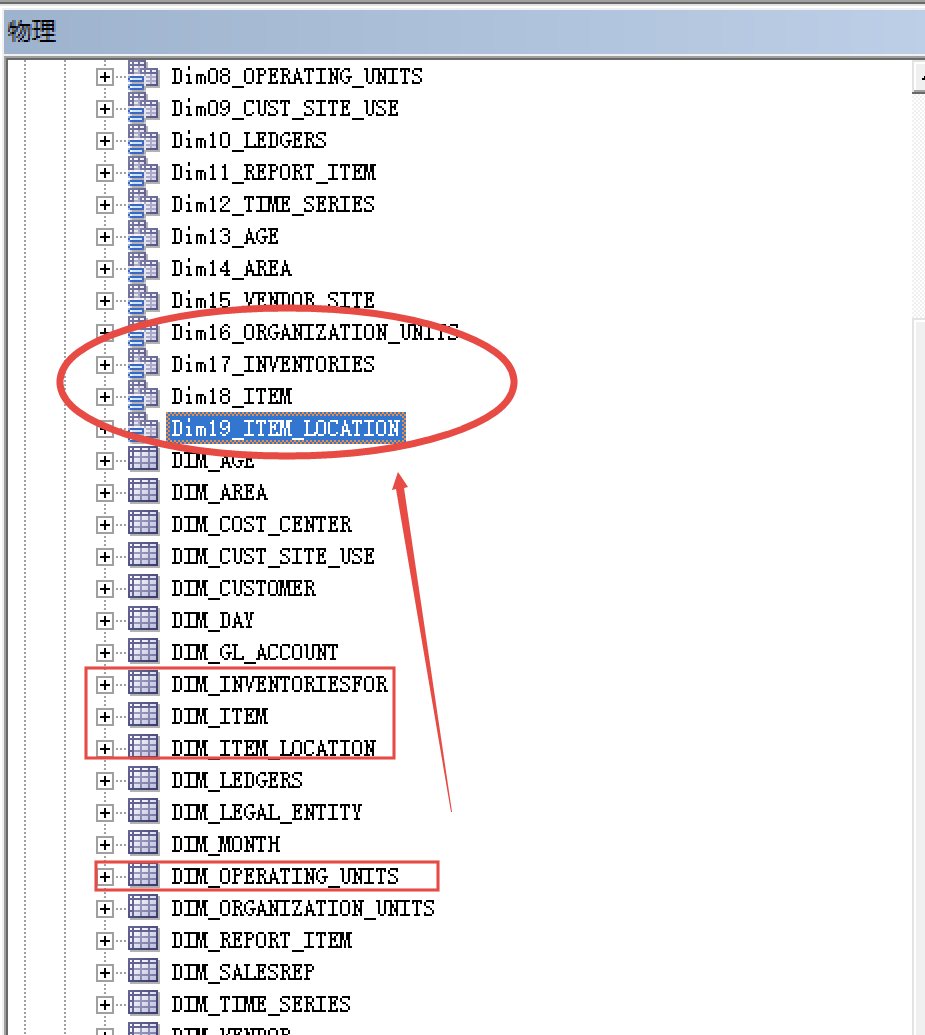 物理
Dim08_OPERATING_UNITS
Dim09_CUST_SITE_USE
Dim10_LEDGERS
Dim11_REPORT_ITEM
Dim12_TIME_SERIES
Dim13_AGE
Dim14_AREA
Dim15_VENDOR_SITE
Dim16_ORGANIZATION_UNITS
Dim17_INVENTORIES
Dim18_ITEM
Dim19_ITEM_LOCATION
DIM_AGE
DIM_AREA
DIM_COST_CENTER
DIM_CUST_SITE_USE
DIM_CUSTOMER
DIM_DAY
DIM_GL_ACCOUNT
DIM_INVENTORIESFOR
DIM_ITEM
DIM_ITEM_LOCATION
DIM_LEDGERS
DIM_LEGAL_ENTITY
DIM_MONTH
DIM_OPERATING_UNITS
DIM_ORGANIZATION_UNITS
DIM_REPORT_ITEM
DIM_SALESREP
DIM_TIME_SERIES
DIM_VENDOR